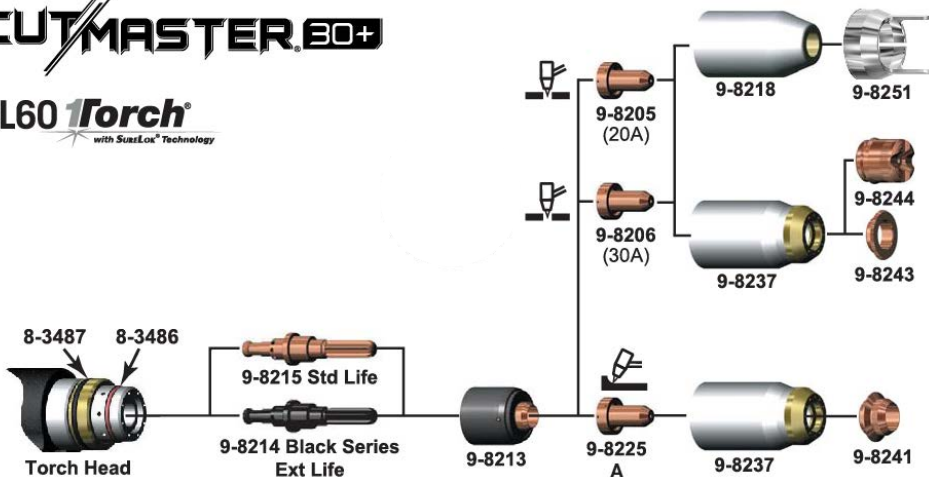 CUTMASTER® 30+
L60 1Torch®
with SURELOK® Technology
9-8205
(20A)
9-8218
9-8251
9-8206
(30A)
9-8237
9-8244
9-8243
8-3487 8-3486
Torch Head
9-8215 Std Life
9-8214 Black Series
Ext Life
9-8213
9-8225
A
9-8237
9-8241